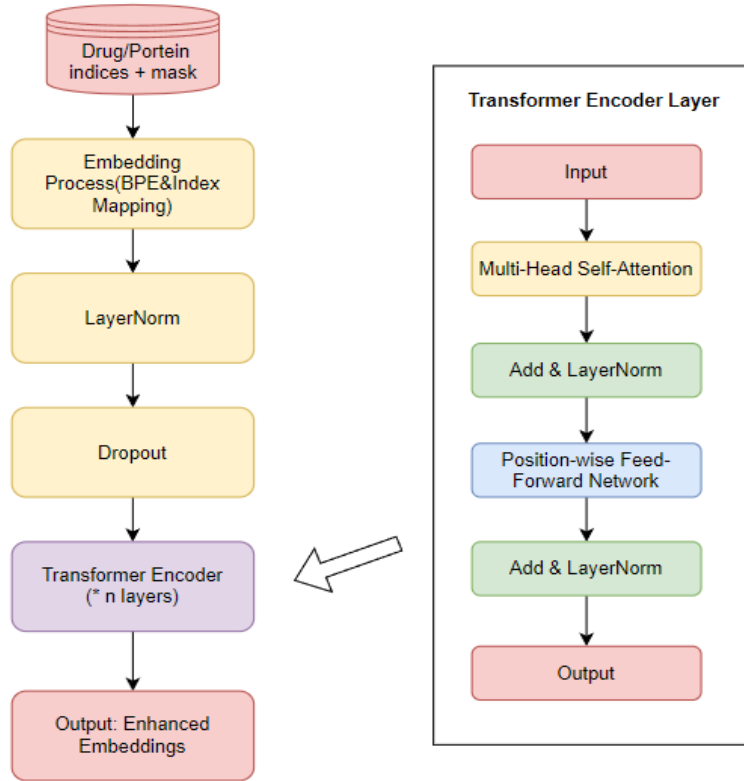 Drug/Portein
indices + mask
Embedding
Process(BPE&Index
Mapping)
LayerNorm
Dropout
Transformer Encoder
(* n layers)
Output: Enhanced
Embeddings
Transformer Encoder Layer
Input
Multi-Head Self-Attention
Add & LayerNorm
Position-wise Feed-
Forward Network
Add & LayerNorm
Output